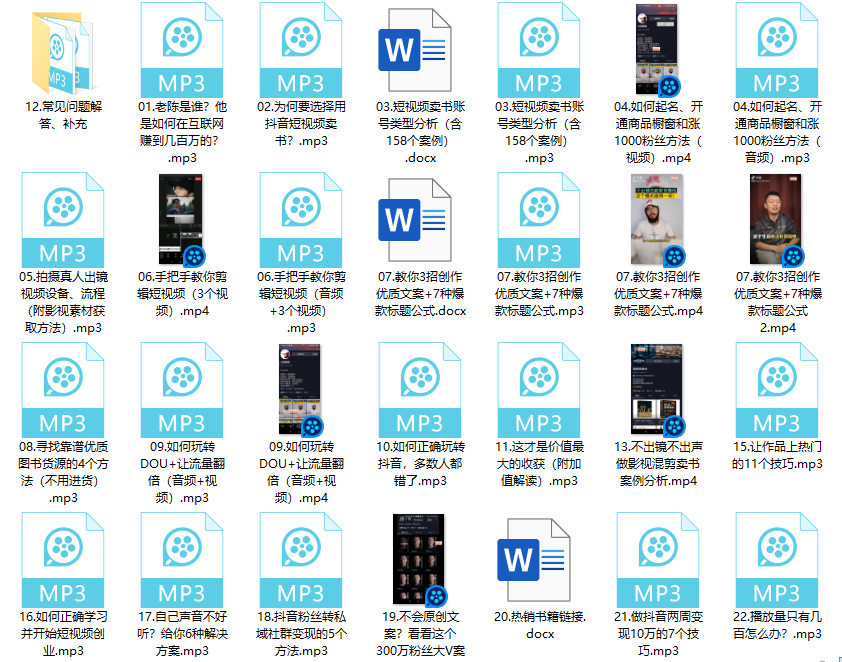 12.常见问题解
答、补充
01.老陈是谁？他
是如何在互联网
赚到几百万的？
.mp3
02.为何要选择用
抖音短视频卖
书？.mp3
03.短视频卖书账
号类型分析（含
158个案例）
.docx
03.短视频卖书账
号类型分析（含
158个案例）
.mp3
04.如何起名、开
通商品橱窗和涨
1000粉丝方法（
视频）.mp4
04.如何起名、开
通商品橱窗和涨
1000粉丝方法（
音频）.mp3
05.拍摄真人出镜
视频设备、流程
（附影视素材获
取方法）.mp3
06.手把手教你剪
辑短视频（3个视
频）.mp4
06.手把手教你剪
辑短视频（音频
+3个视频）
.mp3
07.教你3招创作
优质文案+7种爆
款标题公式.docx
07.教你3招创作
优质文案+7种爆
款标题公式.mp3
07.教你3招创作
优质文案+7种爆
款标题公式.mp4
07.教你3招创作
优质文案+7种爆
款标题公式
2.mp4
08.寻找靠谱优质
图书货源的4个方
法（不用进货）
.mp3
09.如何玩转
DOU+让流量翻
倍（音频+视
频）.mp3
09.如何玩转
DOU+让流量翻
倍（音频+视
频）.mp4
10.如何正确玩转
抖音，多数人都
错了.mp3
11.这才是价值最
大的收获（附加
值解读）.mp3
13.不出镜不出声
做影视混剪卖书
案例分析.mp4
15.让作品上热门
的11个技巧.mp3
16.如何正确学习
并开始短视频创
业.mp3
17.自己声音不好
听？给你6种解决
方案.mp3
18.抖音粉丝转私
域社群变现的5个
方法.mp3
19.不会原创文
案？看看这个
300万粉丝大V案
20.热销书籍链接.
docx
21.做抖音两周变
现10万的7个技
巧.mp3
22.播放量只有几
百怎么办？.mp3
MP3
MP3
MP3
W
MP3
MP3
MP3
MP3
W
MP3
MP3
MP3
MP3
MP3
MP3
MP3
MP3
MP3
W
MP3
MP3